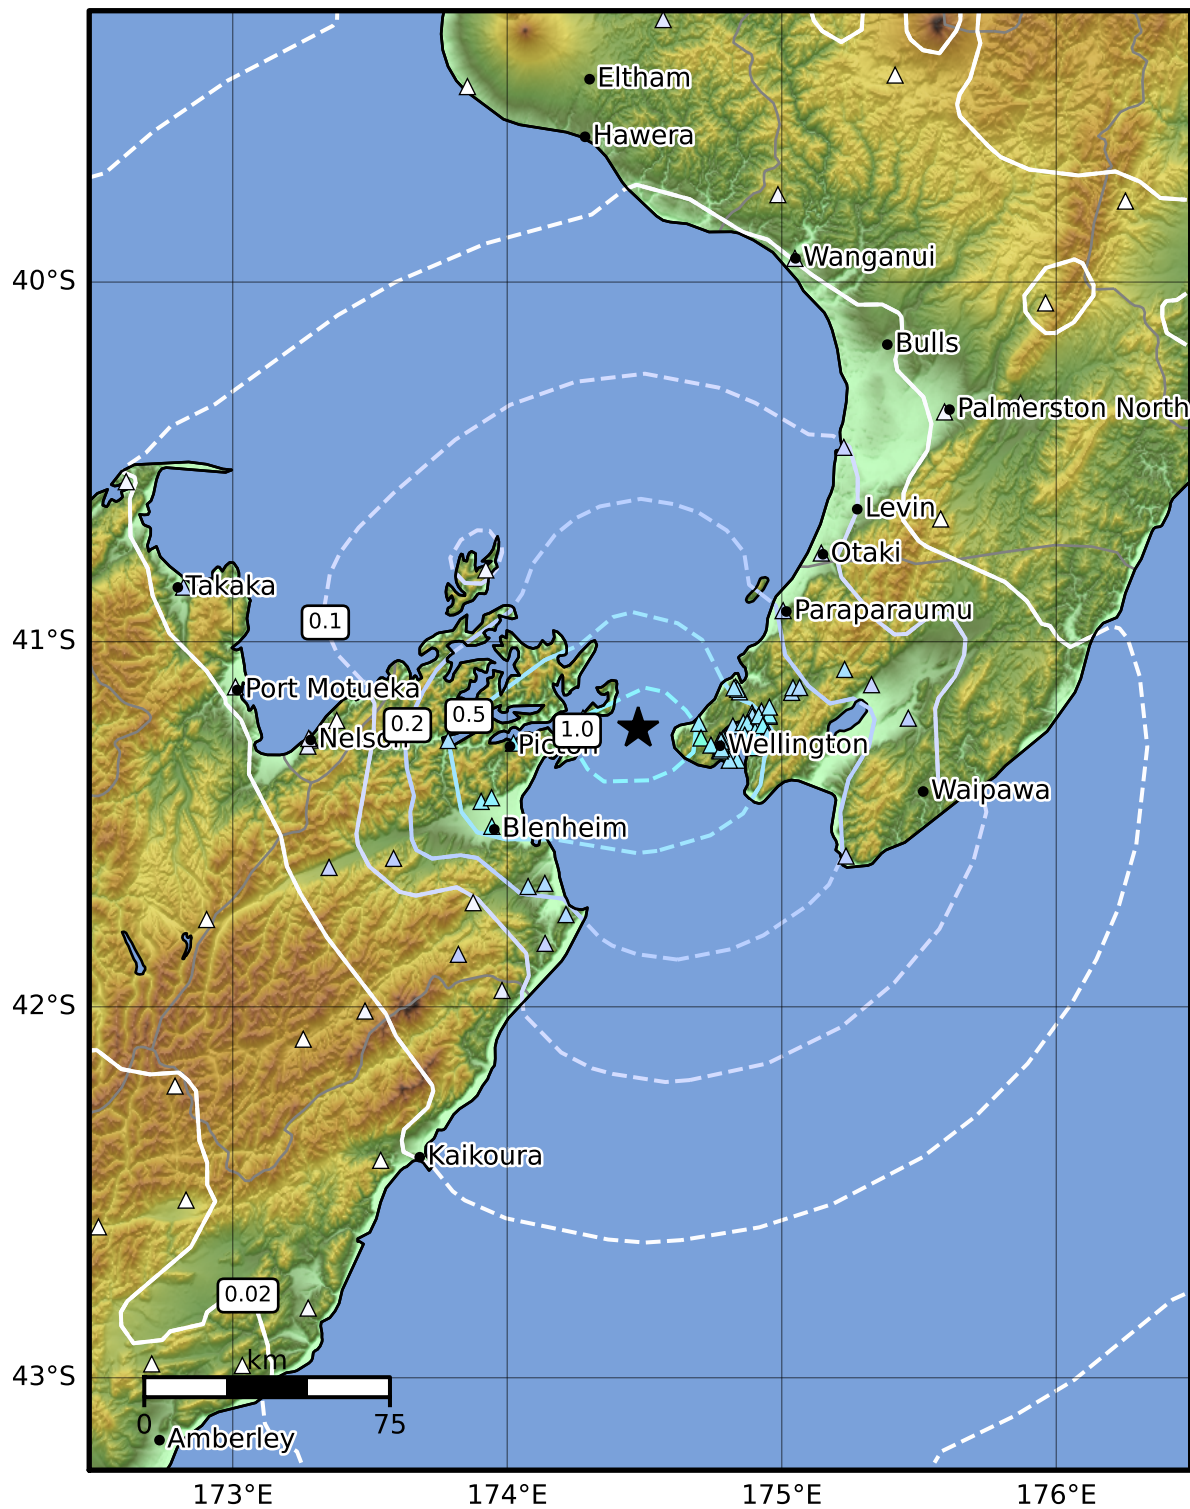 Eltham
Hawera
Wanganui
40°S
Bulls
Palmerston North
Levin
Otaki
Takaka
Paraparaumu
0.1
41°S
Port Motueka
0.5
0.2
1.0
Nelson
Picton
Wellington
Waipawa
Blenheim
42°S
Kaikoura
0.02
km
43°S
0
75
Amberley
173°E
174°E
175°E
176°E